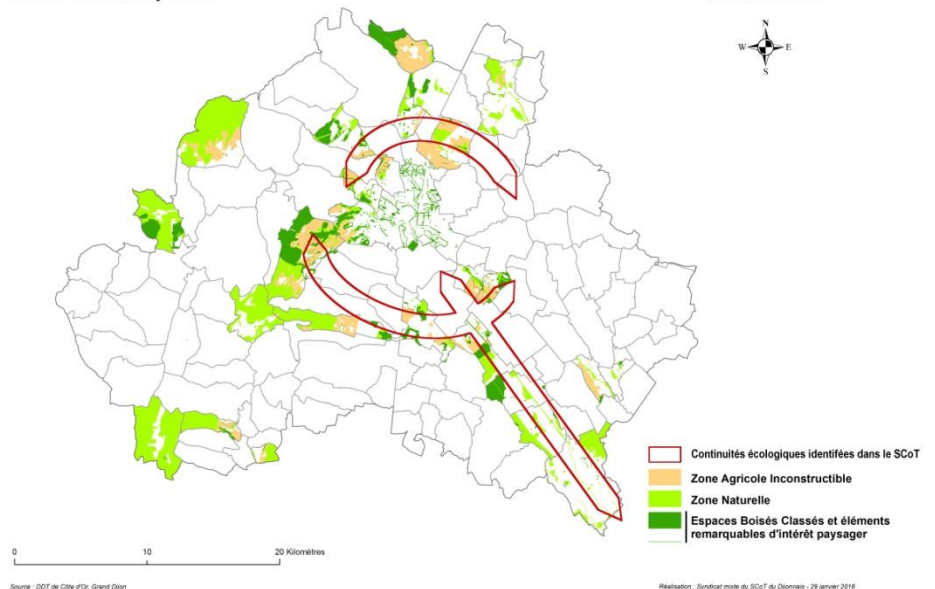 N
W E
S
Continuités écologiques identifées dans le SCoT
Zone Agricole Inconstructible
Zone Naturelle
Espaces Boisés Classés et éléments
remarquables d'intérêt paysager
0 10 20 Kilomètres
Source : DDT de Côte d'Or, Grand Dijon
Réalisation : Syndicat mixte du SCoT du Dijonnais - 29 janvier 2016